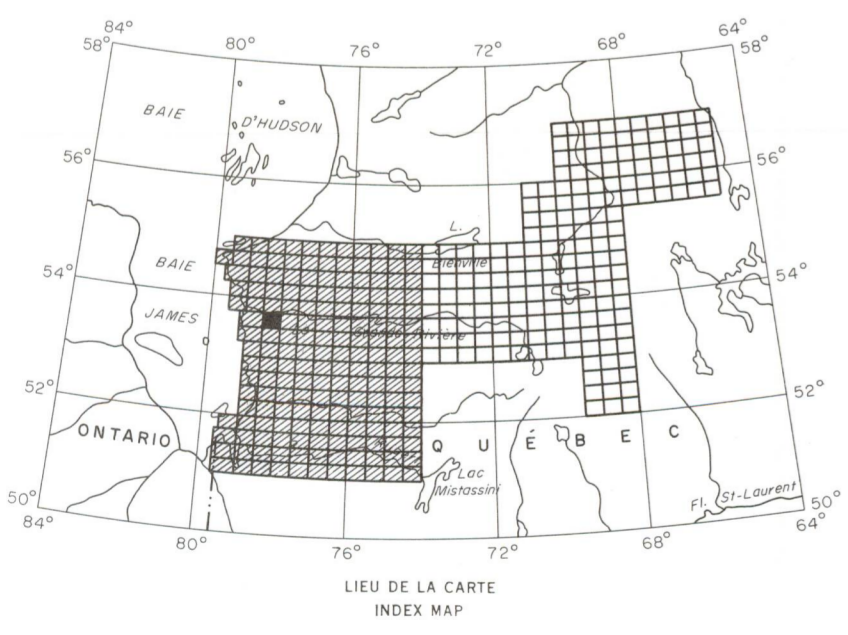 84° 80° 76° 72° 68° 64°
58° 58°
BAIE
D'HUDSON
56° 56°
L.
Bienville
BAIE
54° 54°
JAMES
Rivière
52° 52°
ONTARIO
QUÉBEC
Lac
Mistassini
Fl. St-Laurent
50° 50°
84° 80° 76° 72° 68° 64°
LIEU DE LA CARTE
INDEX MAP